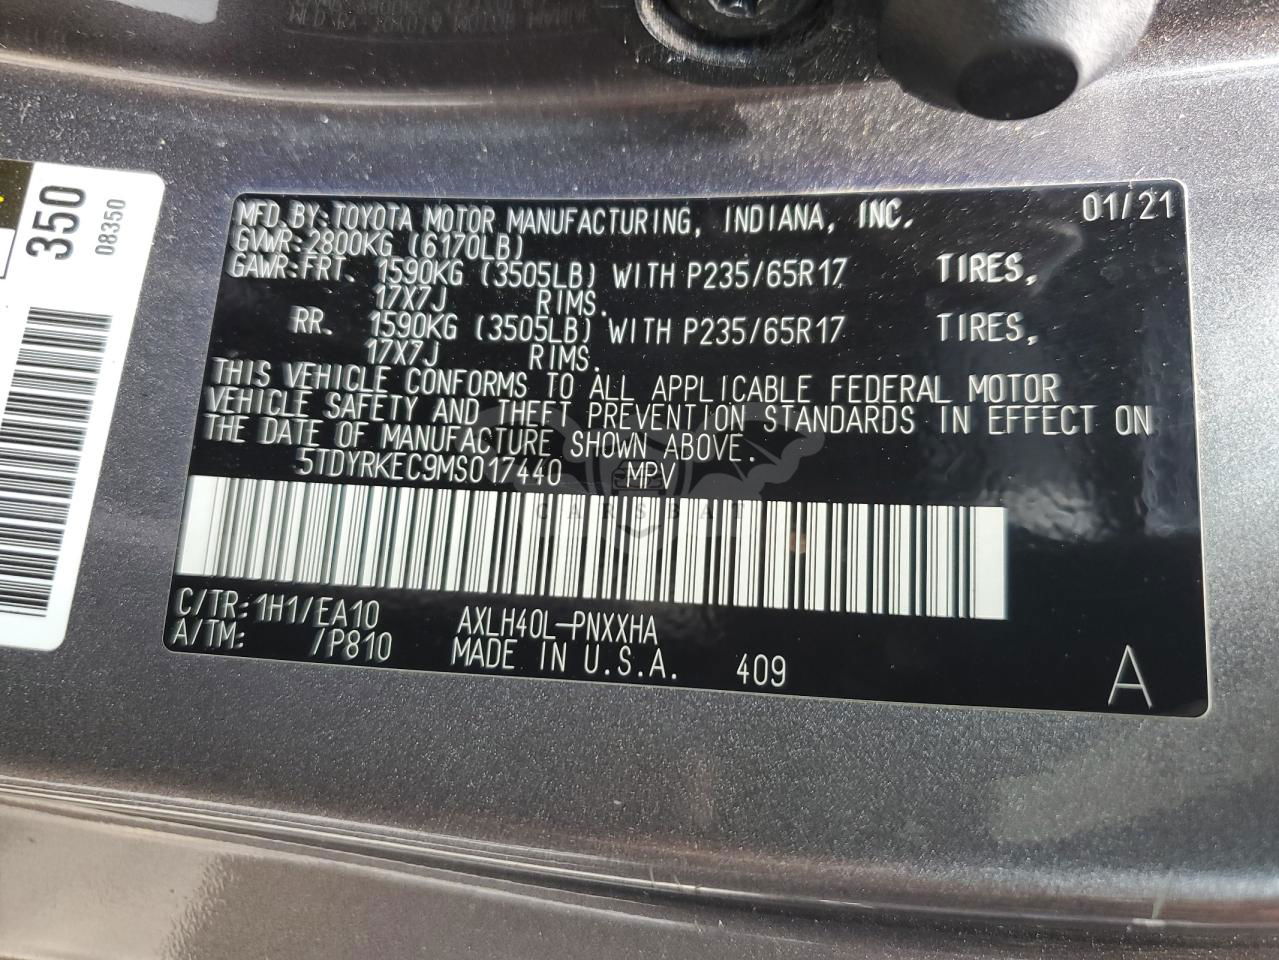 350
08350
MFD BY:TOYOTA MOTOR MANUFACTURING, INDIANA, INC. 01/21
GVWR:2800KG (6170LB)
GAWR:FRT. 1590KG (3505LB) WITH P235/65R17 TIRES,
17X7J RIMS.
RR. 1590KG (3505LB) WITH P235/65R17 TIRES,
17X7J RIMS.
THIS VEHICLE CONFORMS TO ALL APPLICABLE FEDERAL MOTOR
VEHICLE SAFETY AND THEFT PREVENTION STANDARDS IN EFFECT ON
THE DATE OF MANUFACTURE SHOWN ABOVE.
5TDYRKEC9MS017440 MPV
CARSBAT
C/TR:1H1/EA10 AXLH40L-PNXXHA
A/TM: /P810 MADE IN U.S.A. 409 A